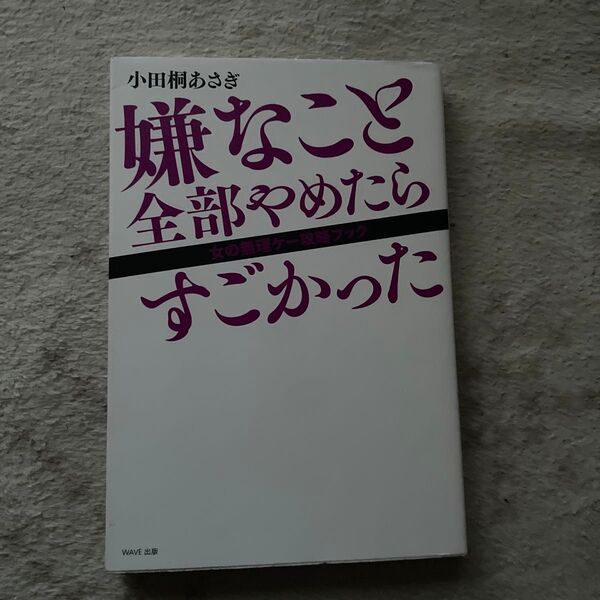 小田桐あさぎ
嫌なこと
全部やめたら
女の無理ゲー攻略ブック
すごかった
WAVE 出版